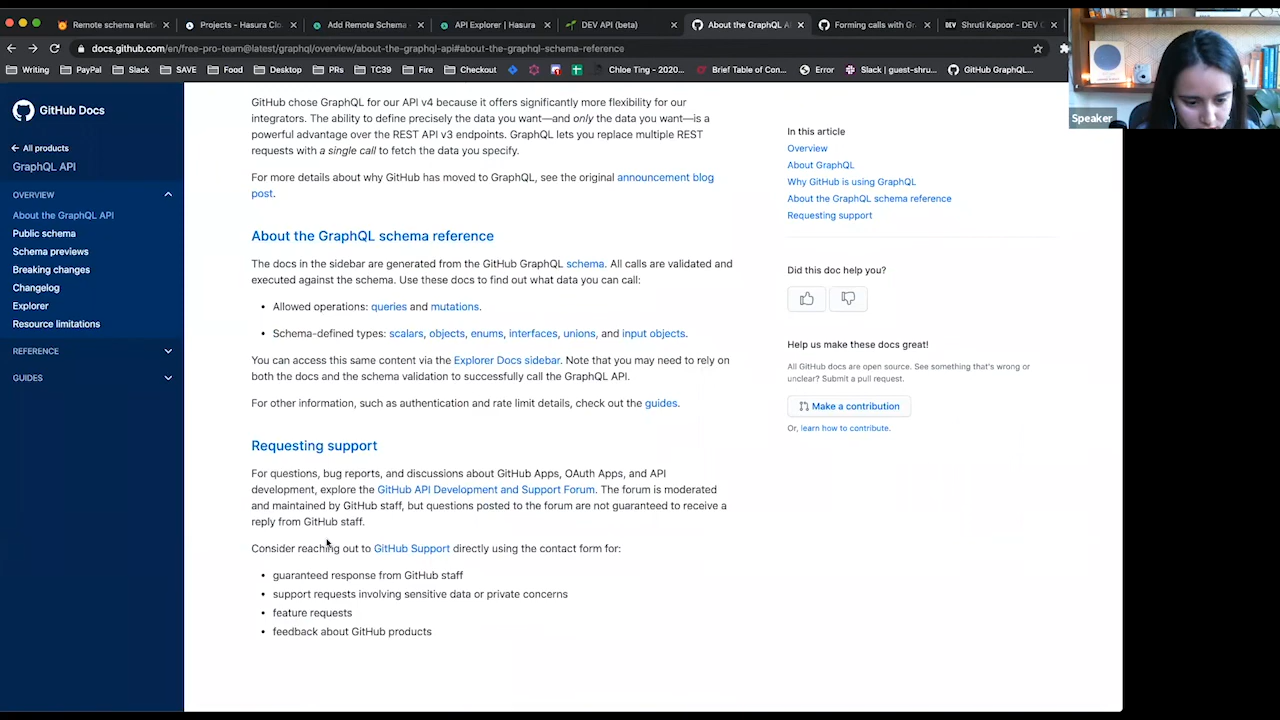 Remote schema rela
Projects - Hasura Clo
Add Remo
API Exp
DEV API (beta)
About the GraphQL A
Forming calls with Gr
DEV Shruti Kapoor - DEV C
docs.github.com/en/free-pro-team@latest/graphql/overview/about-the-graphql-api#about-the-graphql-schema-reference
Writing PayPal Slack SAVE Food Desktop PRs TC39 Fire Checkout Chloe Ting - 2020... Brief Table of Con... Error Slack | guest-shru... GitHub GraphQL...
Speaker
GitHub Docs
All products
GraphQL API
OVERVIEW
About the GraphQL API
Public schema
Schema previews
Breaking changes
Changelog
Explorer
Resource limitations
REFERENCE
GUIDES
GitHub chose GraphQL for our API v4 because it offers significantly more flexibility for our
integrators. The ability to define precisely the data you want—and only the data you want—is a
powerful advantage over the REST API v3 endpoints. GraphQL lets you replace multiple REST
requests with a single call to fetch the data you specify.
For more details about why GitHub has moved to GraphQL, see the original announcement blog
post.
About the GraphQL schema reference
The docs in the sidebar are generated from the GitHub GraphQL schema. All calls are validated and
executed against the schema. Use these docs to find out what data you can call:
• Allowed operations: queries and mutations.
• Schema-defined types: scalars, objects, enums, interfaces, unions, and input objects.
You can access this same content via the Explorer Docs sidebar. Note that you may need to rely on
both the docs and the schema validation to successfully call the GraphQL API.
For other information, such as authentication and rate limit details, check out the guides.
Requesting support
For questions, bug reports, and discussions about GitHub Apps, OAuth Apps, and API
development, explore the GitHub API Development and Support Forum. The forum is moderated
and maintained by GitHub staff, but questions posted to the forum are not guaranteed to receive a
reply from GitHub staff.
Consider reaching out to GitHub Support directly using the contact form for:
• guaranteed response from GitHub staff
• support requests involving sensitive data or private concerns
• feature requests
• feedback about GitHub products
In this article
Overview
About GraphQL
Why GitHub is using GraphQL
About the GraphQL schema reference
Requesting support
Did this doc help you?
Help us make these docs great!
All GitHub docs are open source. See something that's wrong or
unclear? Submit a pull request.
Make a contribution
Or, learn how to contribute.